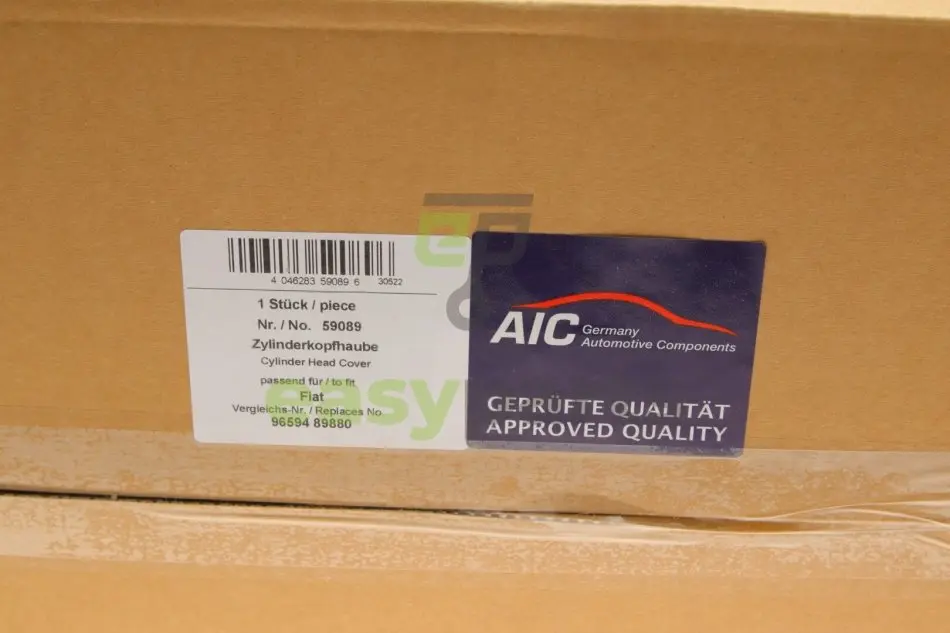 4 046283 59089 6 30522
1 Stück / piece
Nr. / No. 59089
Zylinderkopfhaube
Cylinder Head Cover
passend für / to fit
Fiat
Vergleichs-Nr. / Replaces No
96594 89880
easy
AIC Germany
Automotive Components
GEPRÜFTE QUALITÄT
APPROVED QUALITY